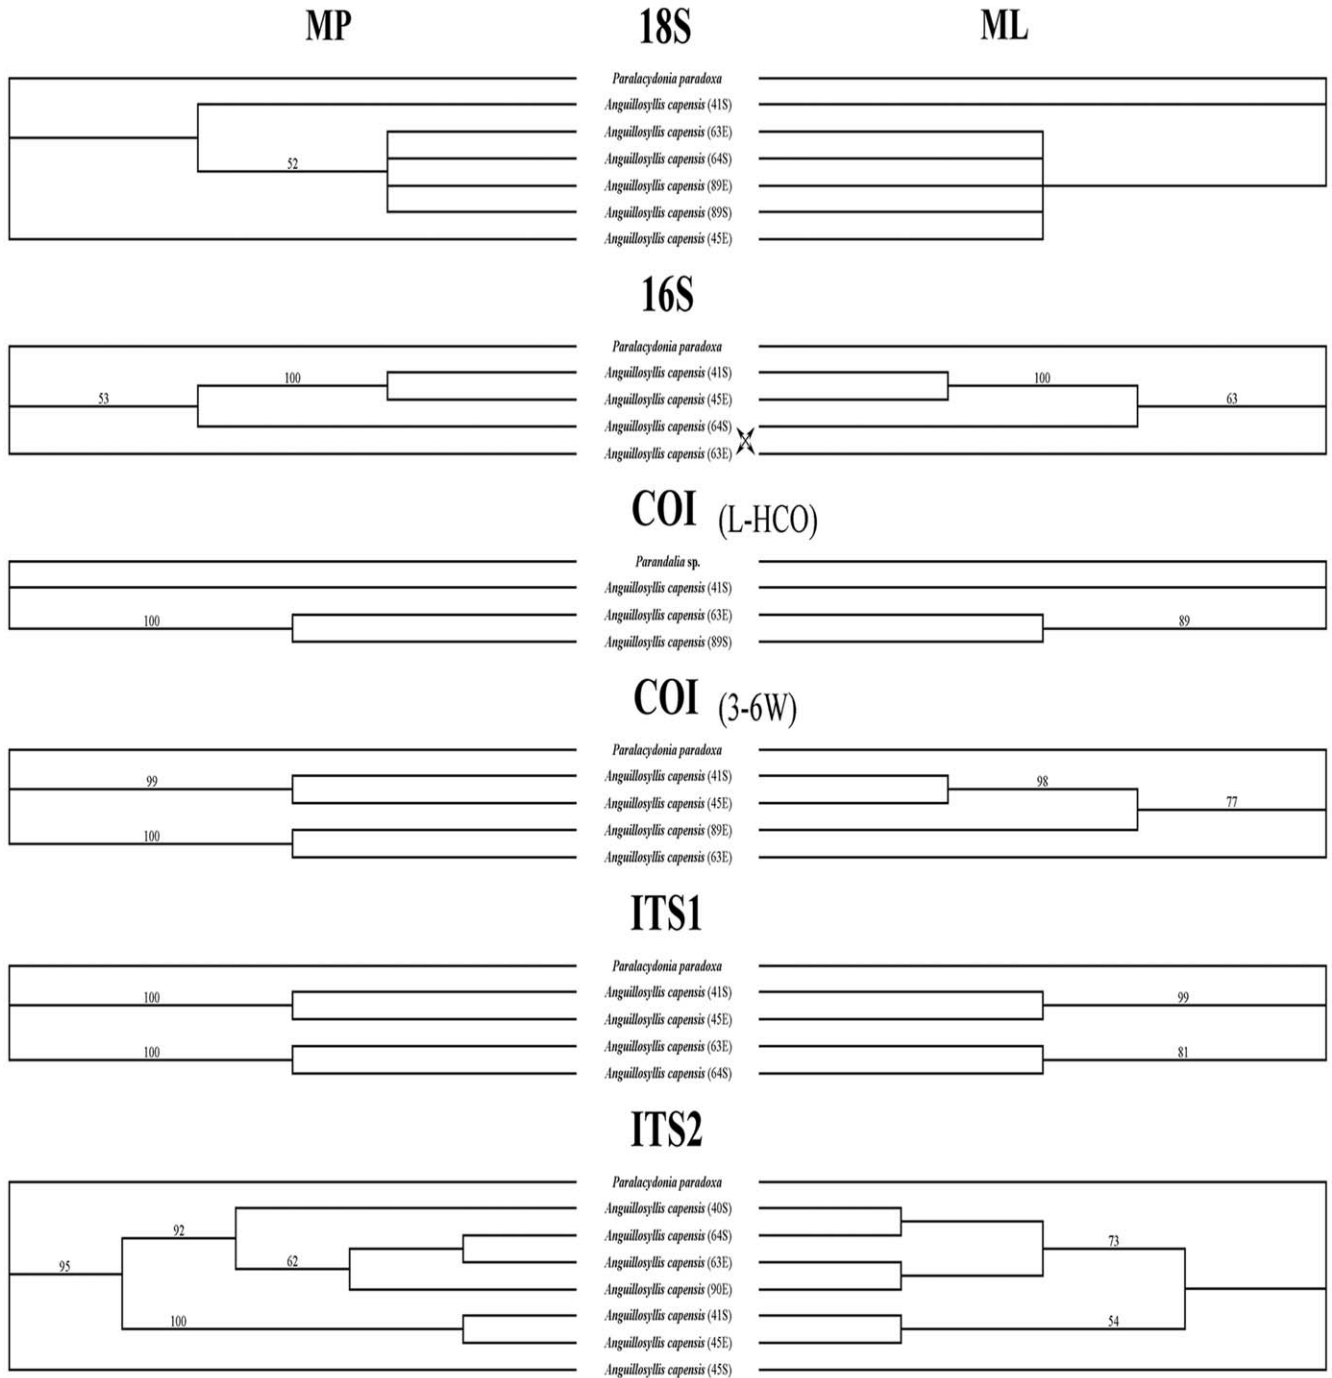 MP 18S ML
Paralacydonia paradoxa
Anguillosyllis capensis (41S)
Anguillosyllis capensis (63E)
Anguillosyllis capensis (64S)
52
Anguillosyllis capensis (89E)
Anguillosyllis capensis (89S)
Anguillosyllis capensis (45E)
16S
Paralacydonia paradoxa
Anguillosyllis capensis (41S)
100 100
53 Anguillosyllis capensis (45E) 63
Anguillosyllis capensis (64S)
Anguillosyllis capensis (63E)
COI (L-HCO)
Parandalia sp.
Anguillosyllis capensis (41S)
100 Anguillosyllis capensis (63E) 89
Anguillosyllis capensis (89S)
COI (3-6W)
Paralacydonia paradoxa
99 Anguillosyllis capensis (41S) 98
Anguillosyllis capensis (45E) 77
100 Anguillosyllis capensis (89E)
Anguillosyllis capensis (63E)
ITS1
Paralacydonia paradoxa
100 Anguillosyllis capensis (41S) 99
Anguillosyllis capensis (45E)
100 Anguillosyllis capensis (63E) 81
Anguillosyllis capensis (64S)
ITS2
Paralacydonia paradoxa
Anguillosyllis capensis (40S)
92 Anguillosyllis capensis (64S) 73
95 62 Anguillosyllis capensis (63E)
Anguillosyllis capensis (90E)
100 Anguillosyllis capensis (41S) 54
Anguillosyllis capensis (45E)
Anguillosyllis capensis (45S)